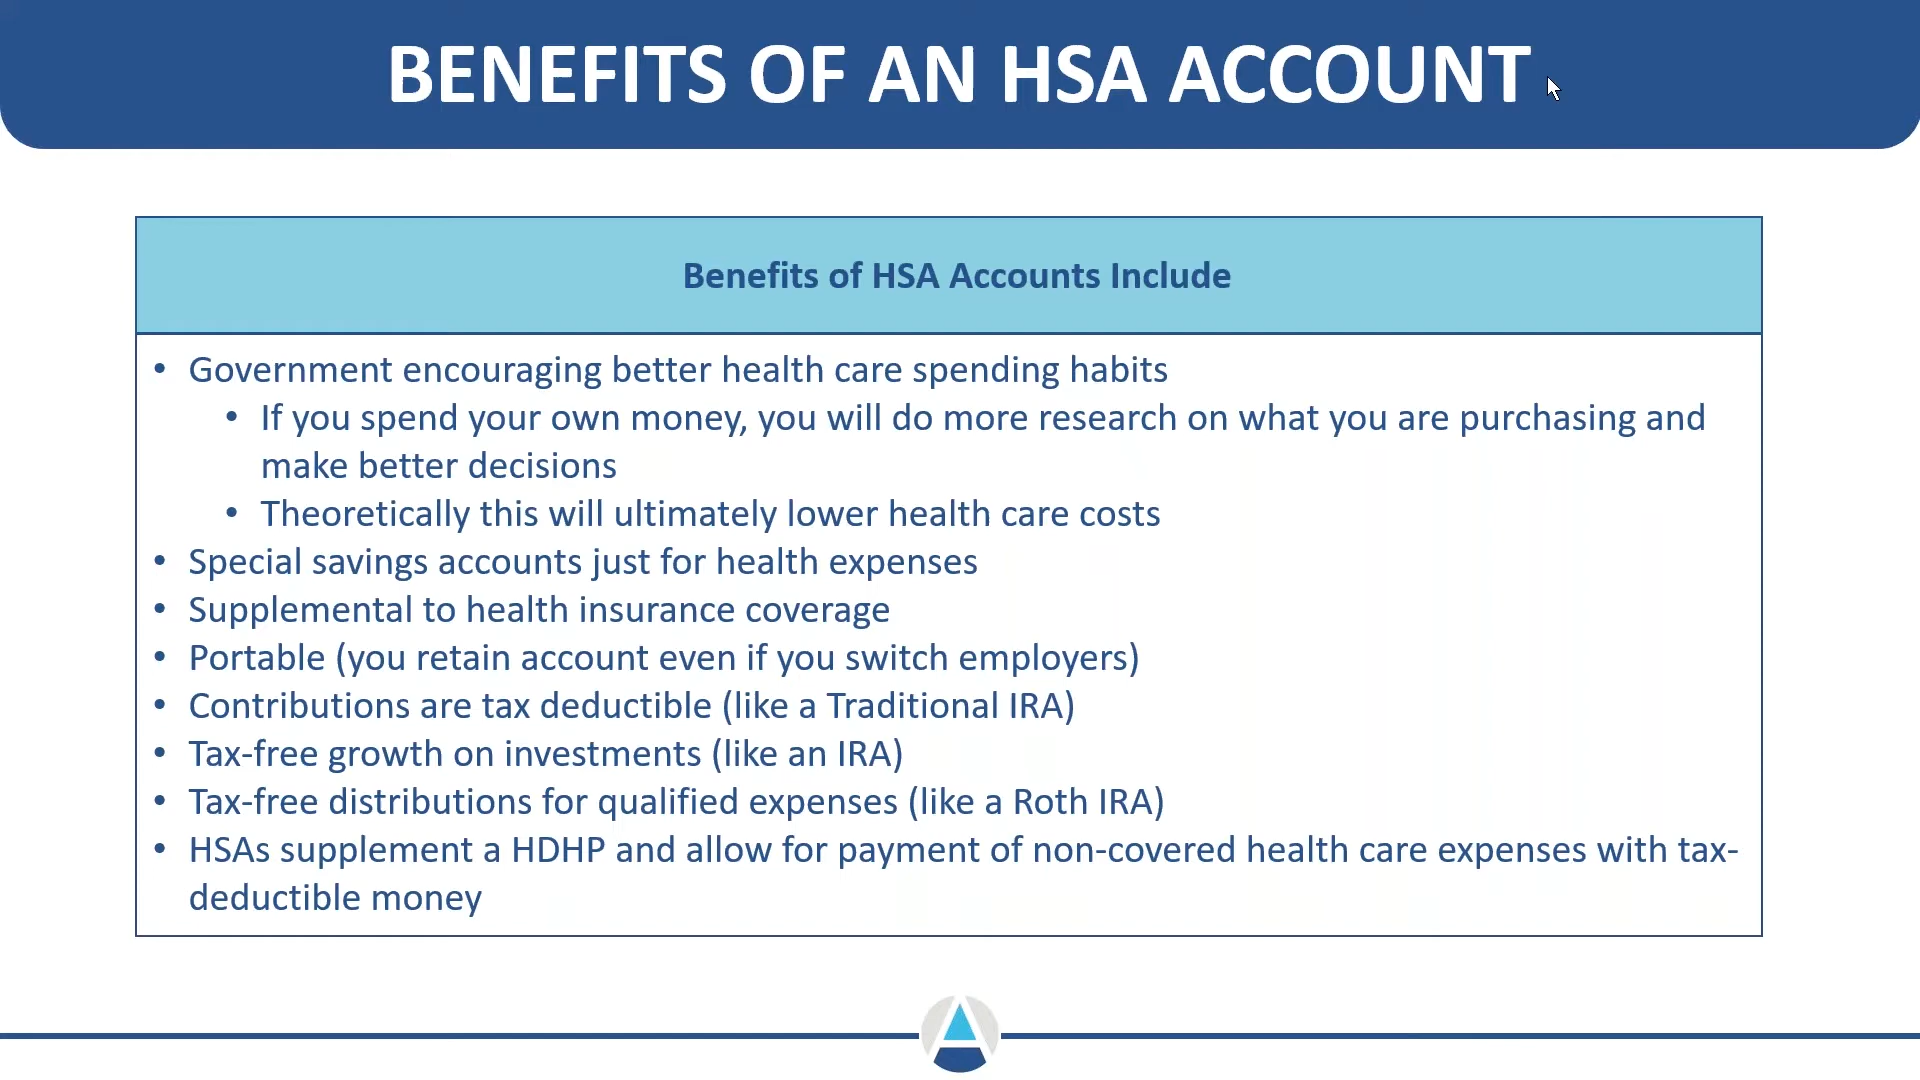 BENEFITS OF AN HSA ACCOUNT
Benefits of HSA Accounts Include
• Government encouraging better health care spending habits
• If you spend your own money, you will do more research on what you are purchasing and
make better decisions
• Theoretically this will ultimately lower health care costs
• Special savings accounts just for health expenses
• Supplemental to health insurance coverage
• Portable (you retain account even if you switch employers)
• Contributions are tax deductible (like a Traditional IRA)
• Tax-free growth on investments (like an IRA)
• Tax-free distributions for qualified expenses (like a Roth IRA)
• HSAs supplement a HDHP and allow for payment of non-covered health care expenses with tax-
deductible money